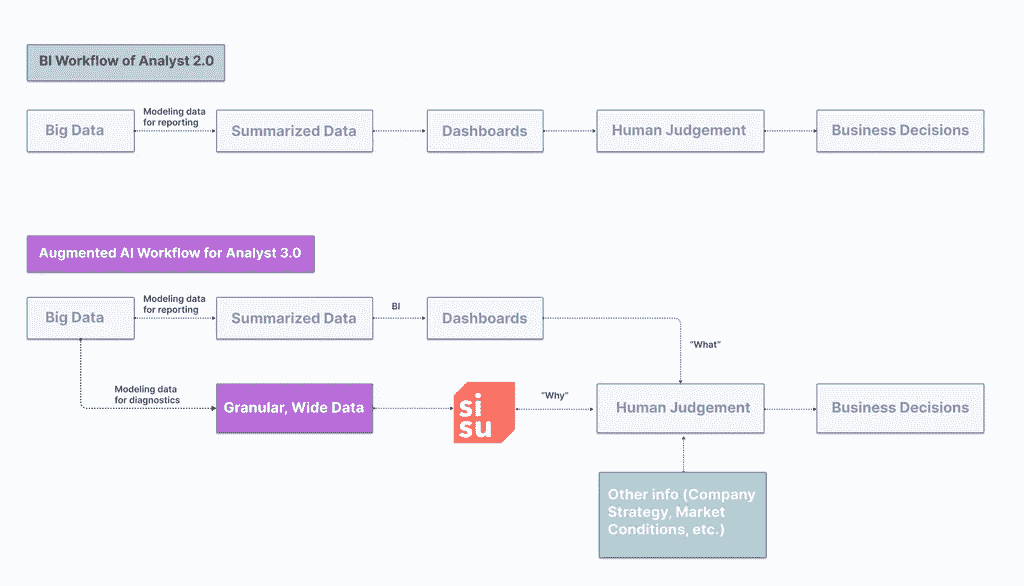 BI Workflow of Analyst 2.0
Big Data
Modeling data
for reporting
Summarized Data
Dashboards
Human Judgement
Business Decisions
Augmented AI Workflow for Analyst 3.0
Big Data
Modeling data
for reporting
Summarized Data
BI
Dashboards
“What”
Modeling data
for diagnostics
Granular, Wide Data
si
su
“Why”
Human Judgement
Business Decisions
Other info (Company
Strategy, Market
Conditions, etc.)